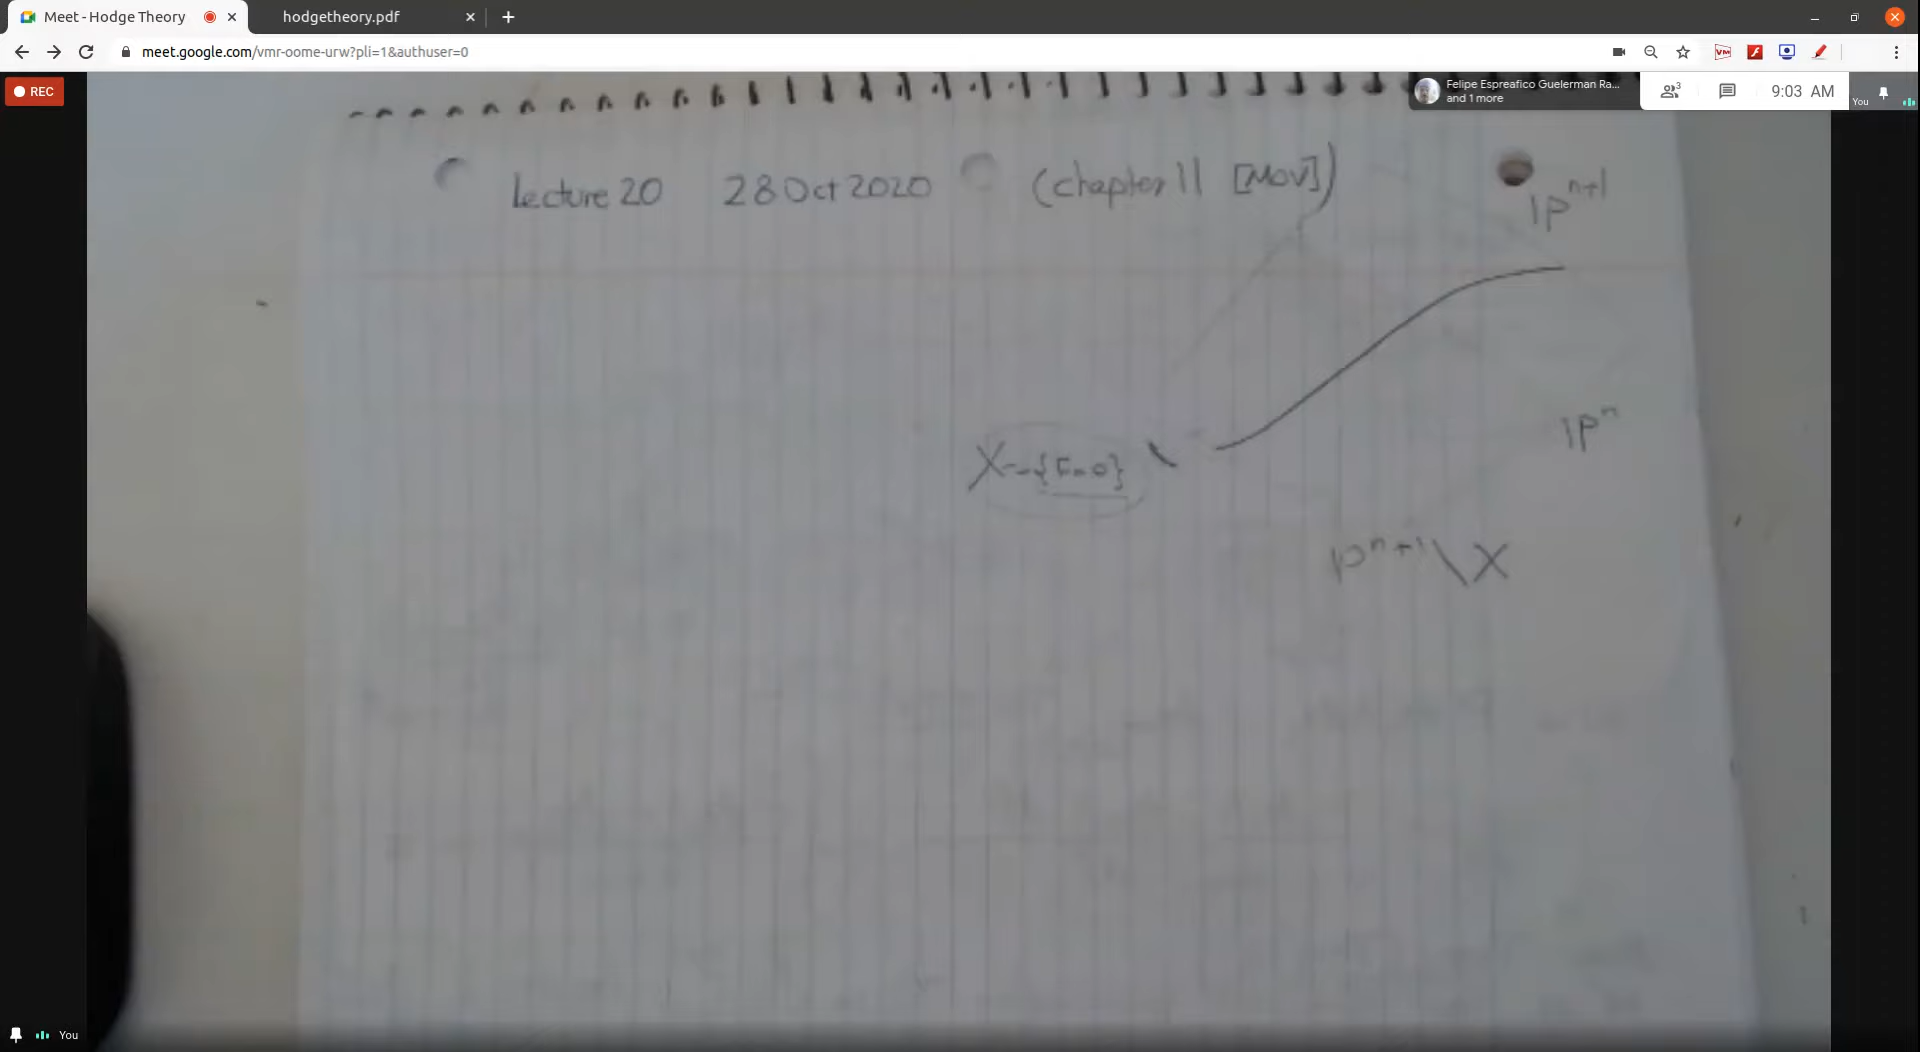 Meet - Hodge Theory
hodgetheory.pdf
meet.google.com/vmr-oome-urw?pli=1&authuser=0
REC
Felipe Espreafico Guelerman Ra...
and 1 more
3
9:03 AM
You
Lecture 20 28 Oct 2020 (chapter 11 [MOV])
IP^{n+1}
IP^n
X={F=0}
IP^{n+1}\X
You